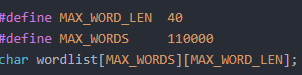 #define MAX_WORD_LEN  40
#define MAX_WORDS     110000
char wordlist[MAX_WORDS][MAX_WORD_LEN];